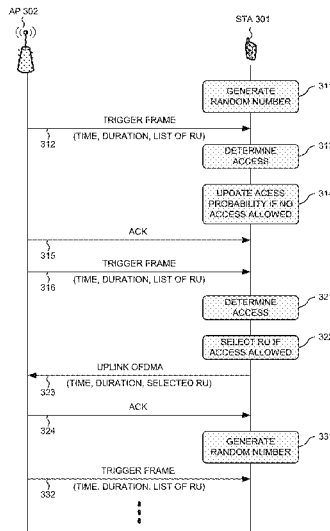 AP 302
STA 301
GENERATE
RANDOM NUMBER
311
TRIGGER FRAME
(TIME, DURATION, LIST OF RU)
312
DETERMINE
ACCESS
UPDATE ACESS
PROBABILITY IF NO
ACCESS ALLOWED
ACK
315
TRIGGER FRAME
(TIME, DURATION, LIST OF RU)
316
DETERMINE
ACCESS
SELECT RU IF
ACCESS ALLOWED
UPLINK OFDMA
(TIME, DURATION, SELECTED RU)
323
ACK
324
GENERATE
RANDOM NUMBER
TRIGGER FRAME
(TIME, DURATION, LIST OF RU)
332